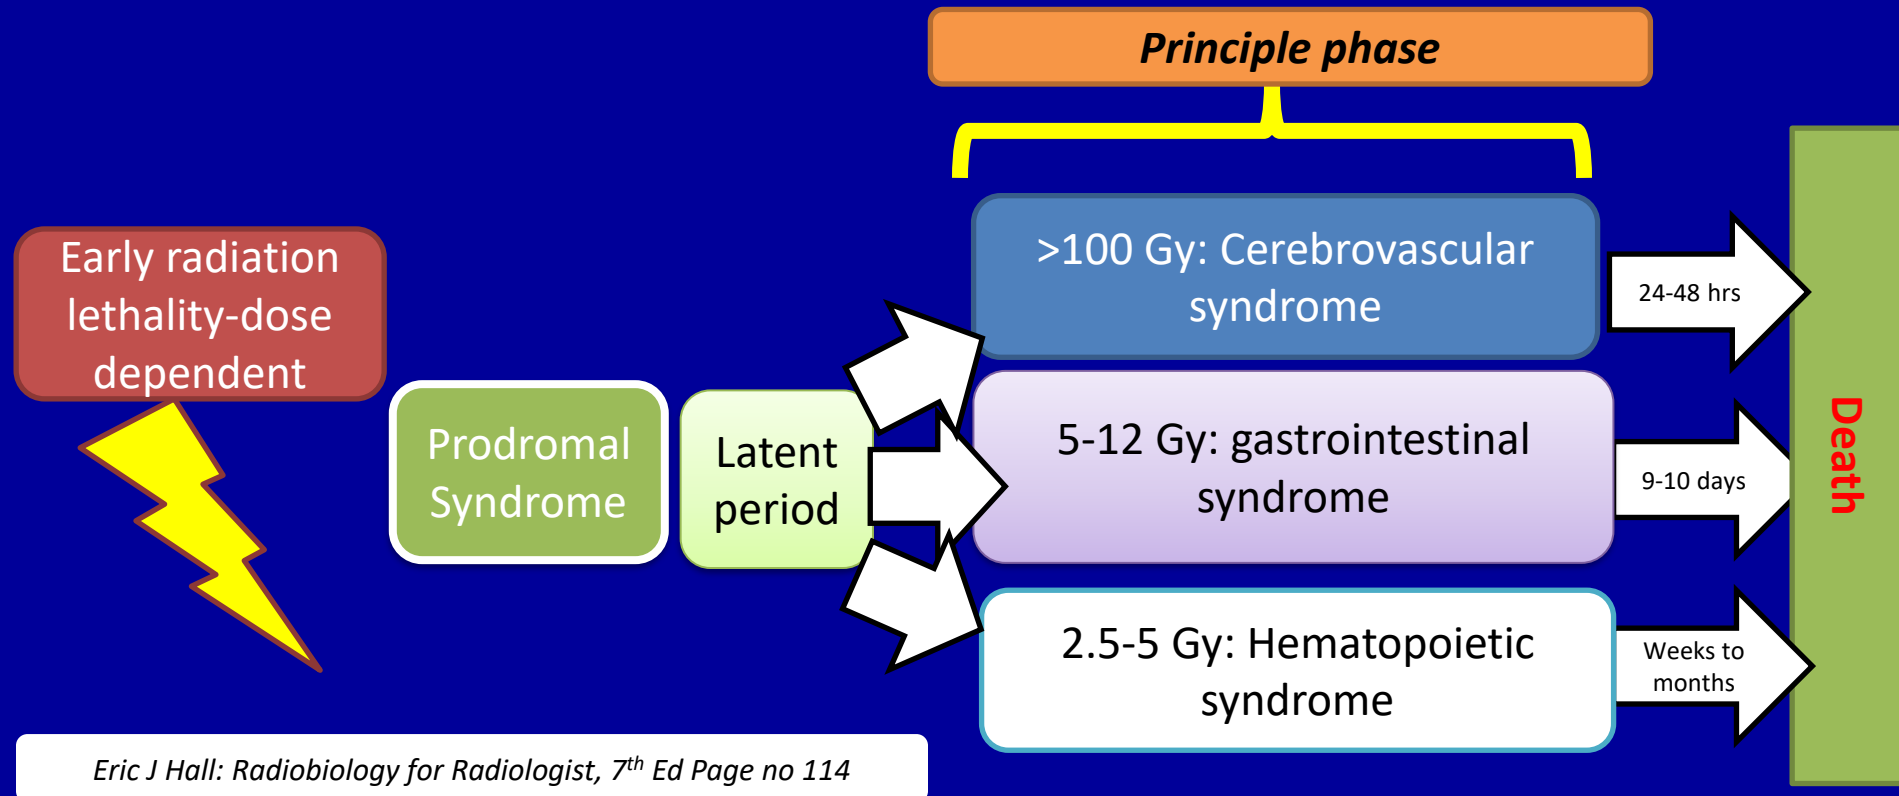 Principle phase
Early radiation
lethality-dose
dependent
Prodromal
Syndrome
Latent
period
>100 Gy: Cerebrovascular
syndrome
24-48 hrs
5-12 Gy: gastrointestinal
syndrome
9-10 days
2.5-5 Gy: Hematopoietic
syndrome
Weeks to
months
Death
Eric J Hall: Radiobiology for Radiologist, 7th Ed Page no 114